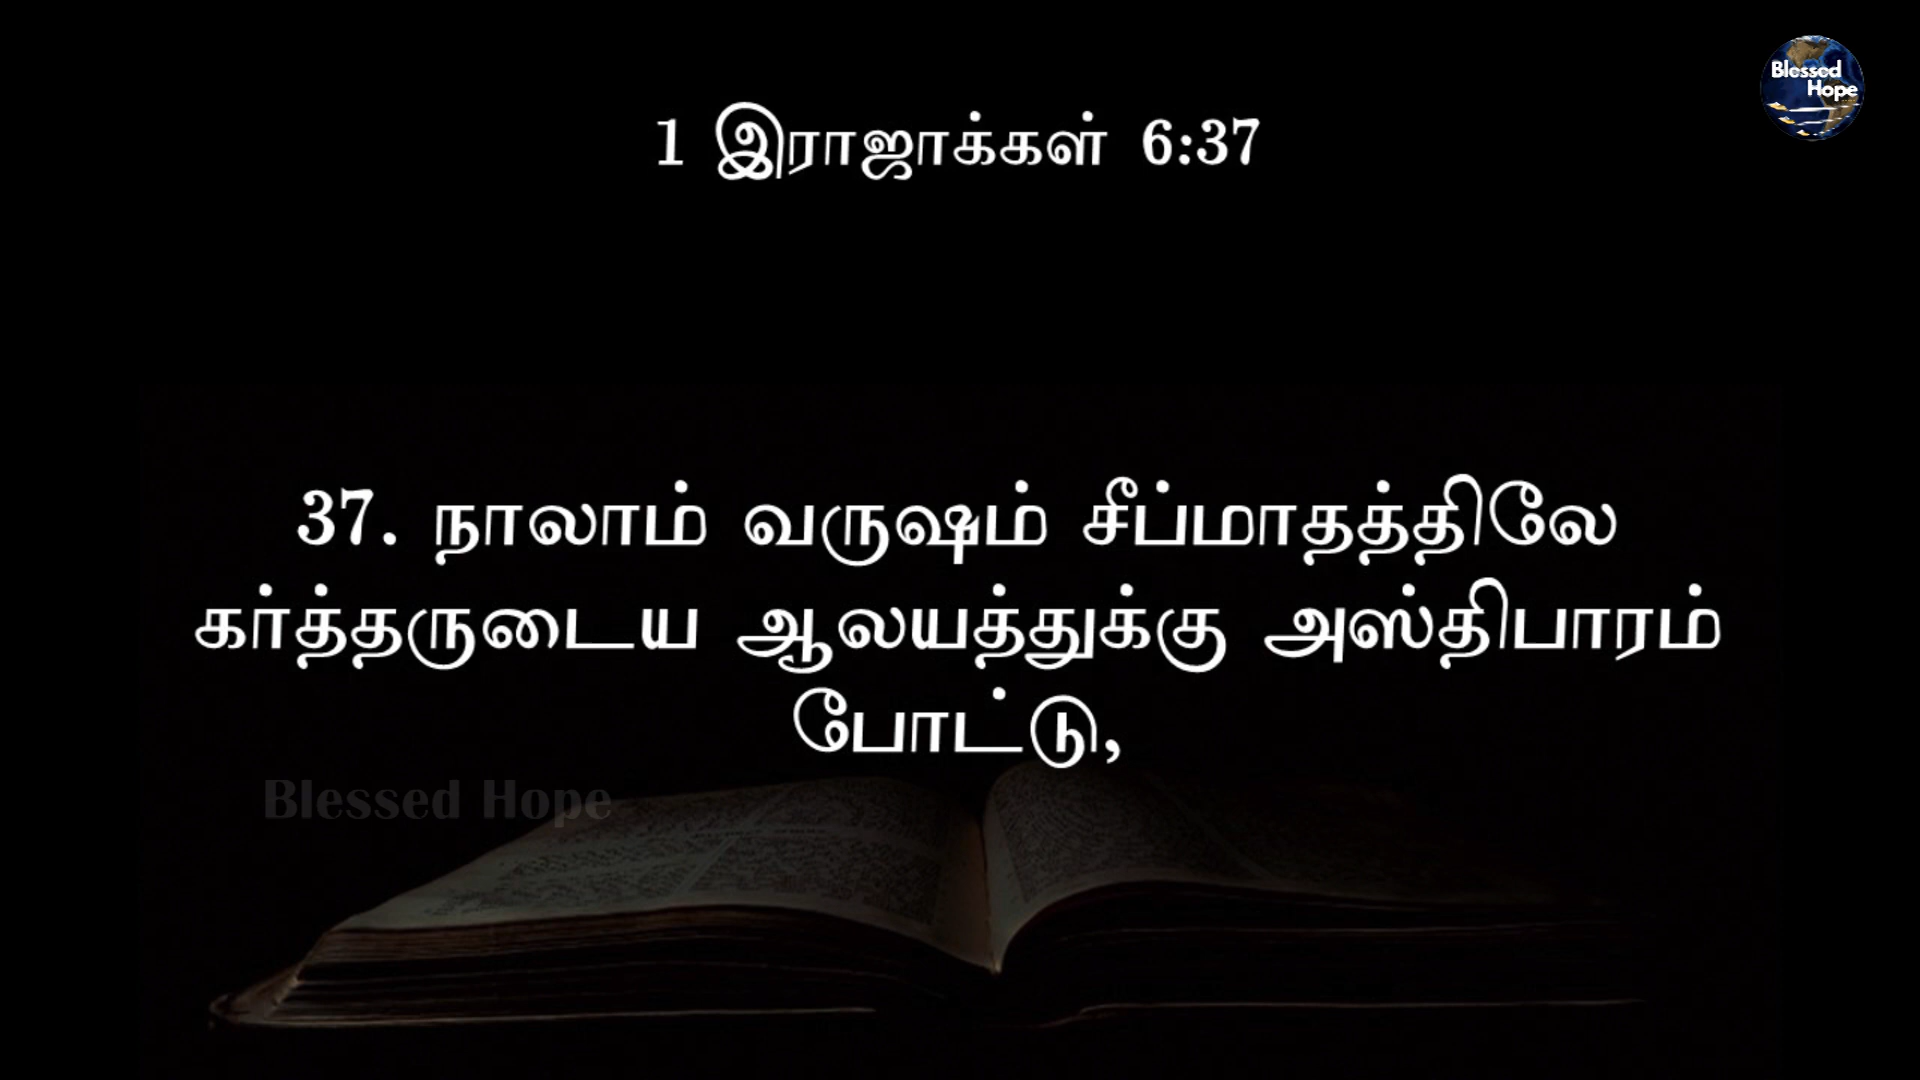 Blessed
Hope
1 இராஜாக்கள் 6:37
37. நாலாம் வருஷம் சீப்மாதத்திலே
கர்த்தருடைய ஆலயத்துக்கு அஸ்திபாரம்
போட்டு,
Blessed Hope